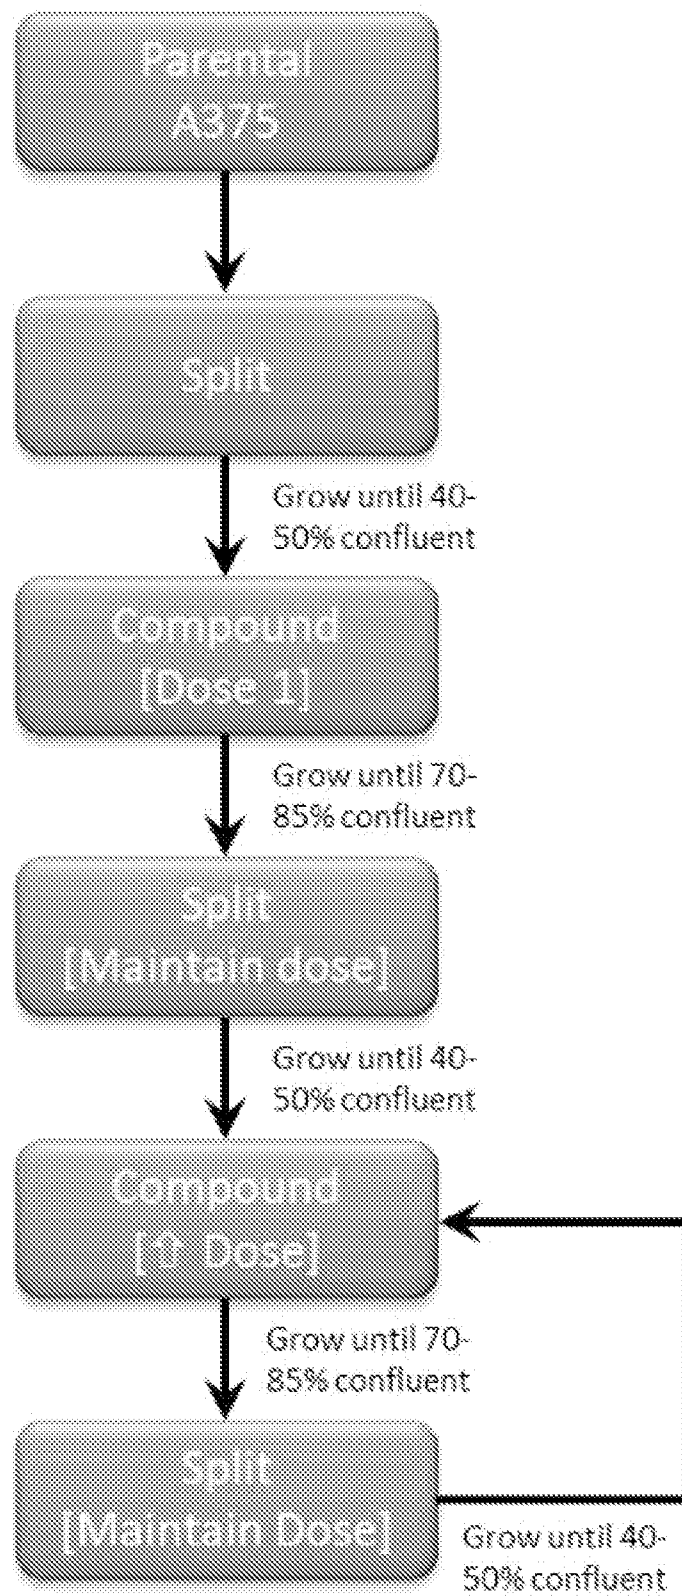 Parental
A375
Split
Grow until 40-
50% confluent
Compound
[Dose 1]
Grow until 70-
85% confluent
Split
[Maintain dose]
Grow until 40-
50% confluent
Compound
[⇧ Dose]
Grow until 70-
85% confluent
Split
[Maintain Dose]
Grow until 40-
50% confluent